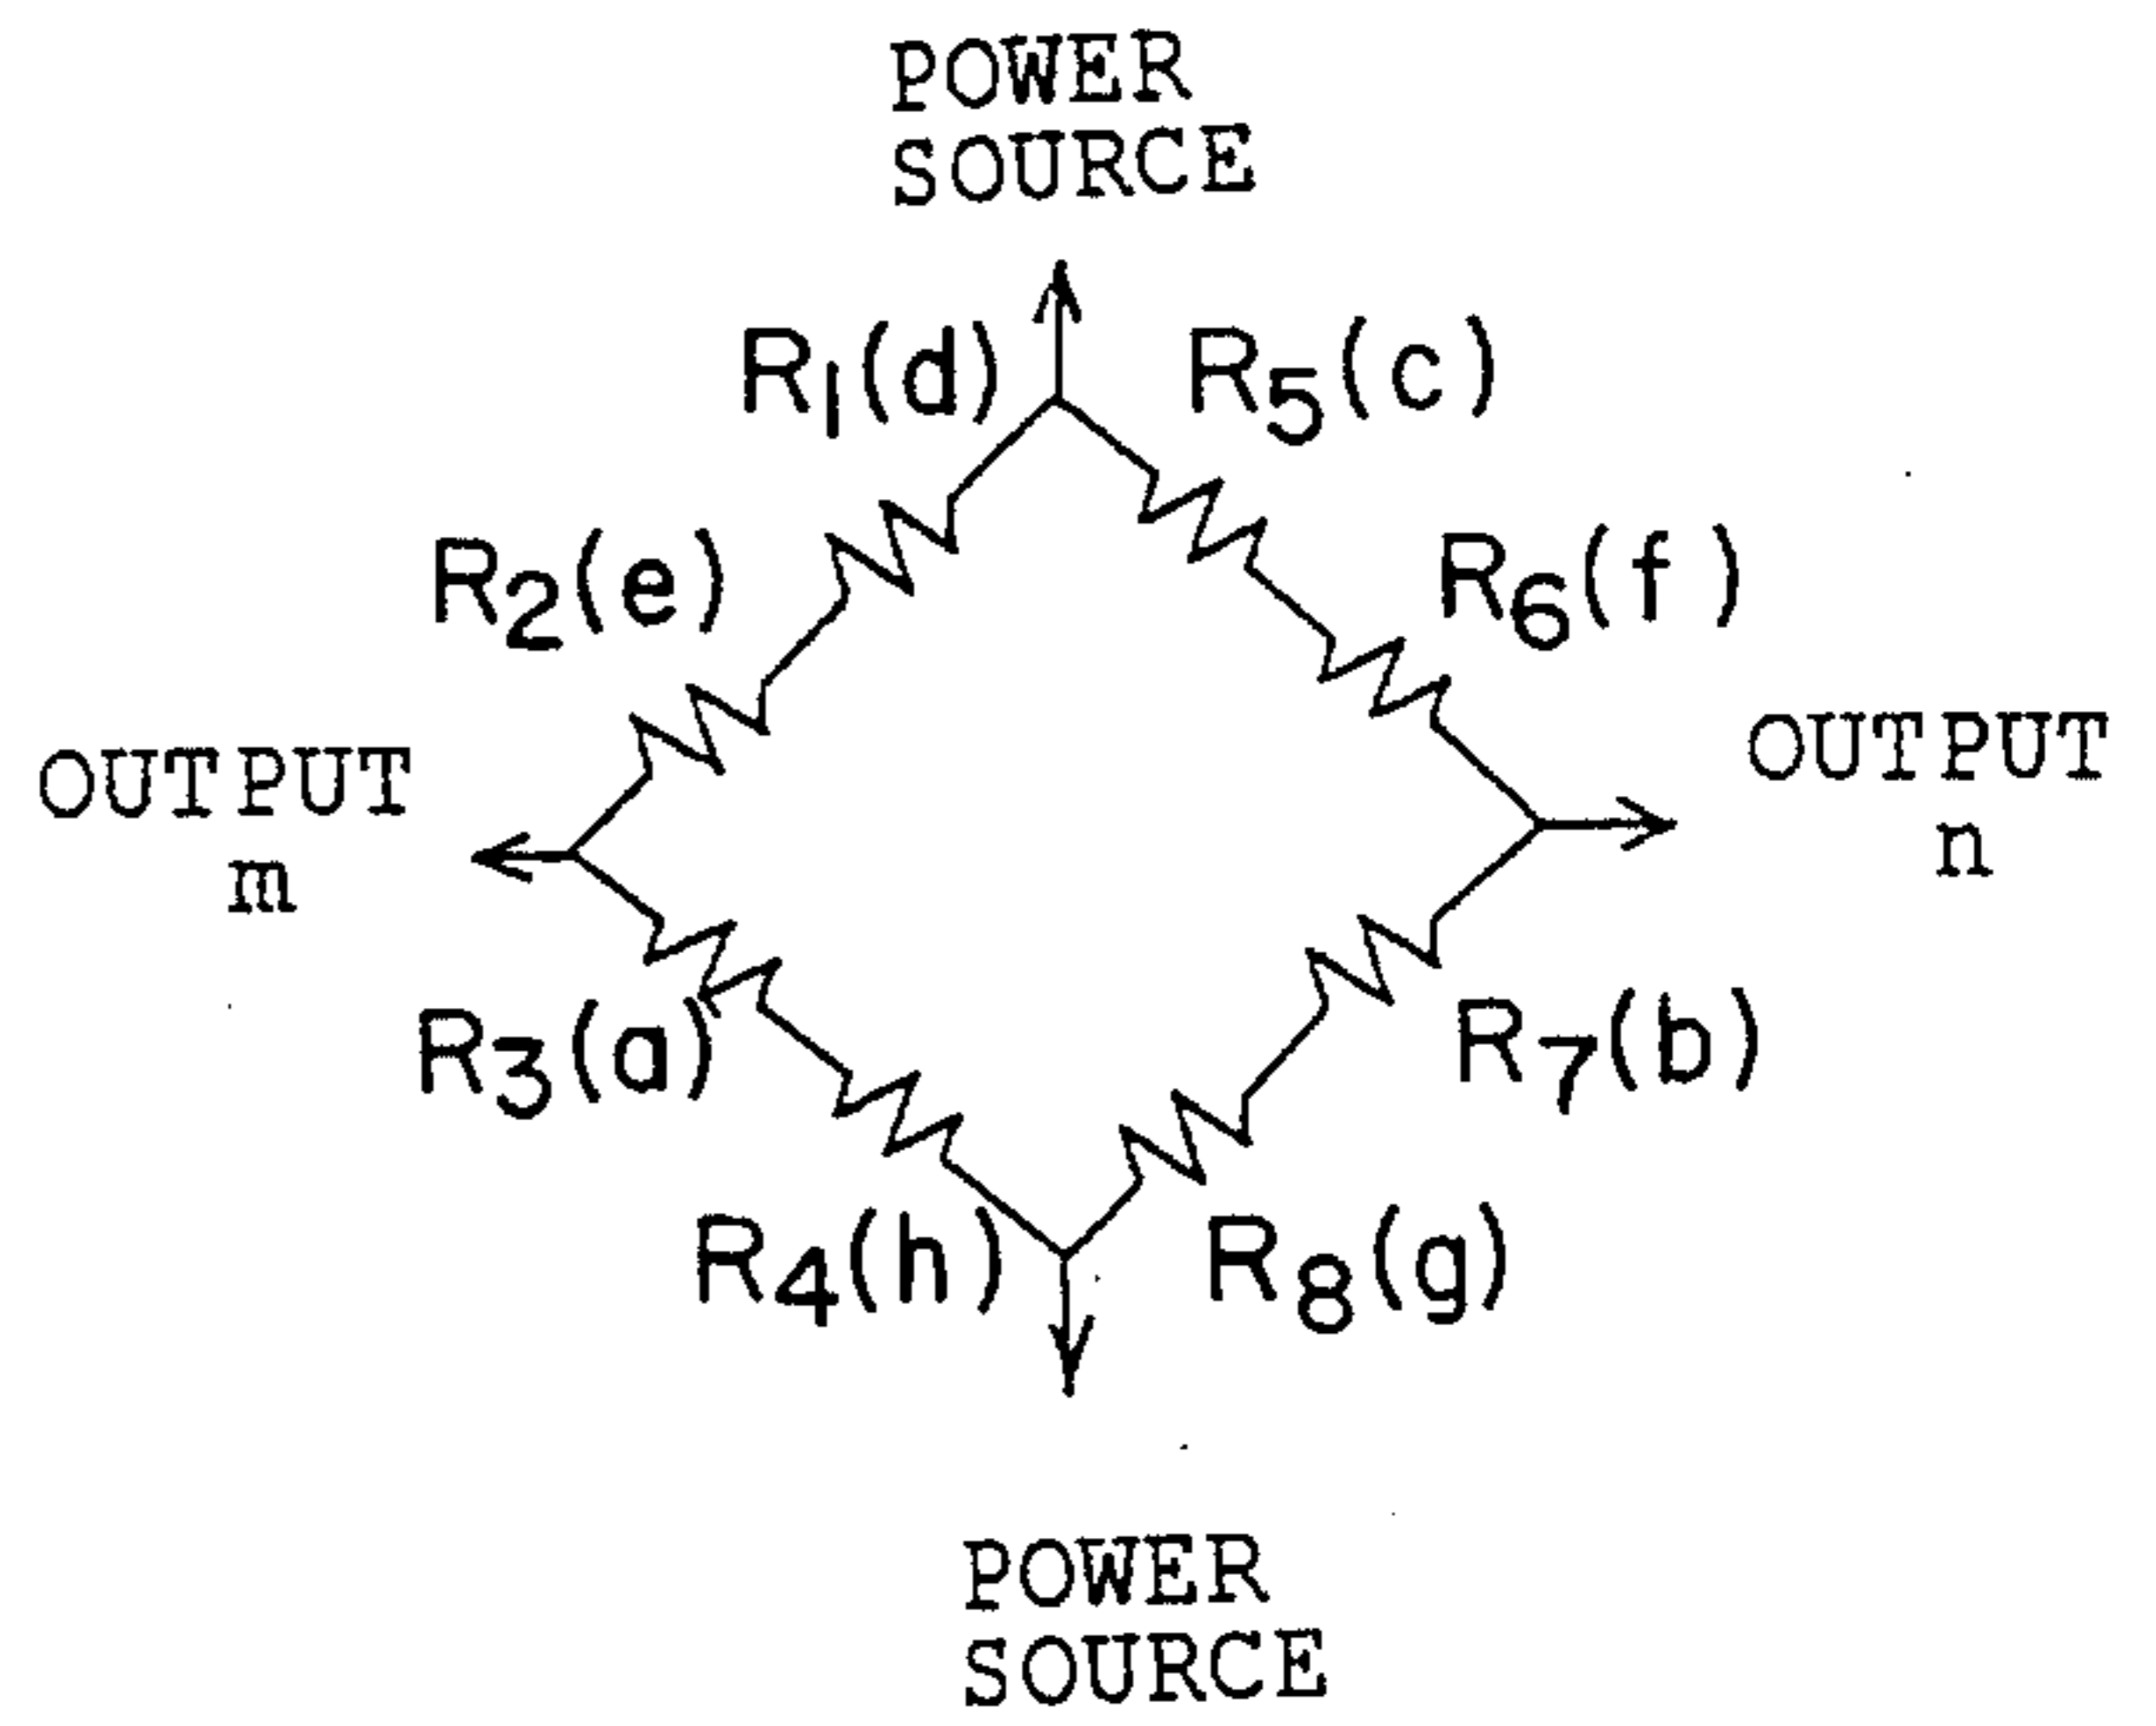 POWER
SOURCE
R1(d)
R5(c)
R2(e)
R6(f)
OUTPUT
m
OUTPUT
n
R3(a)
R7(b)
R4(h)
R8(g)
POWER
SOURCE